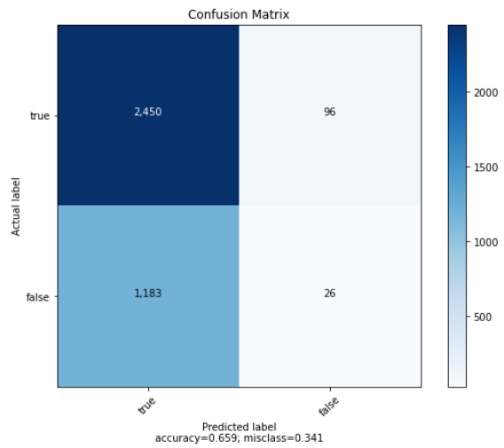 Confusion Matrix
true
2,450
96
false
1,183
26
Actual label
true
false
Predicted label
accuracy=0.659; misclass=0.341
2000
1500
1000
500